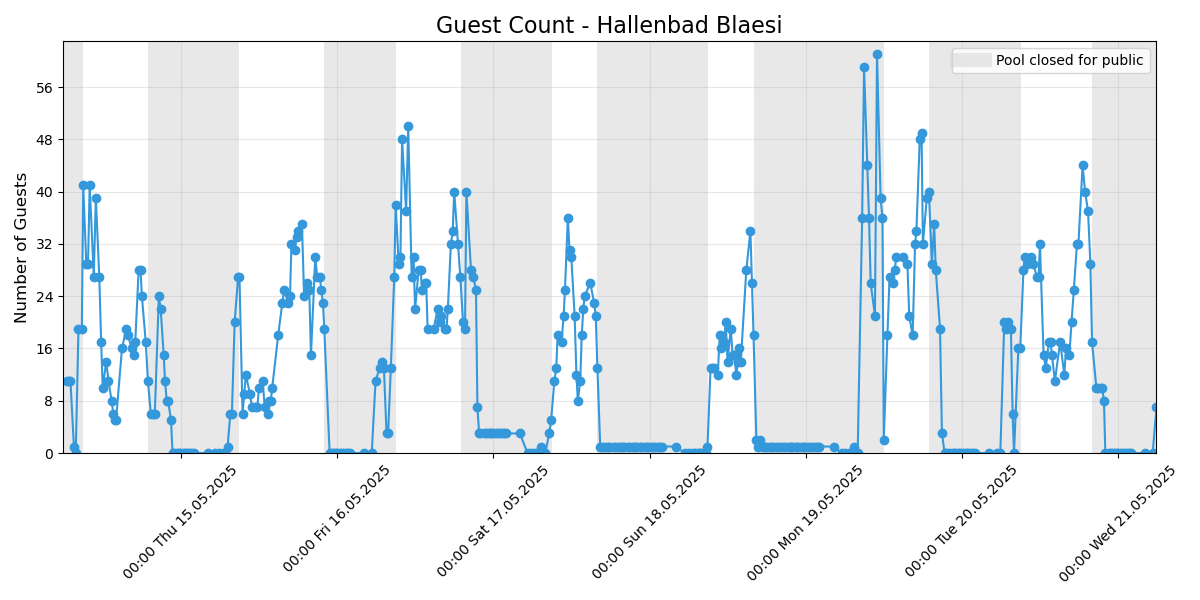 Guest Count - Hallenbad Blaesi
Pool closed for public
Number of Guests
56
48
40
32
24
16
8
0
00:00 Thu 15.05.2025
00:00 Fri 16.05.2025
00:00 Sat 17.05.2025
00:00 Sun 18.05.2025
00:00 Mon 19.05.2025
00:00 Tue 20.05.2025
00:00 Wed 21.05.2025